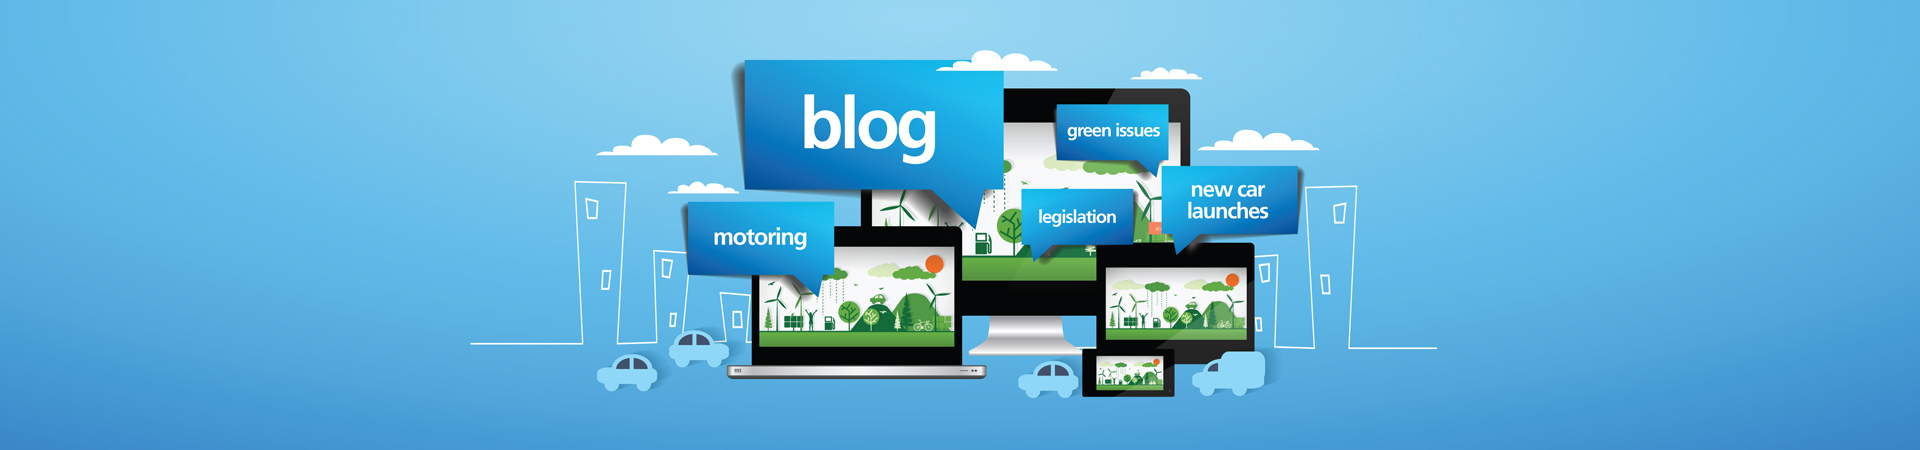 blog
green issues
new car
launches
legislation
motoring